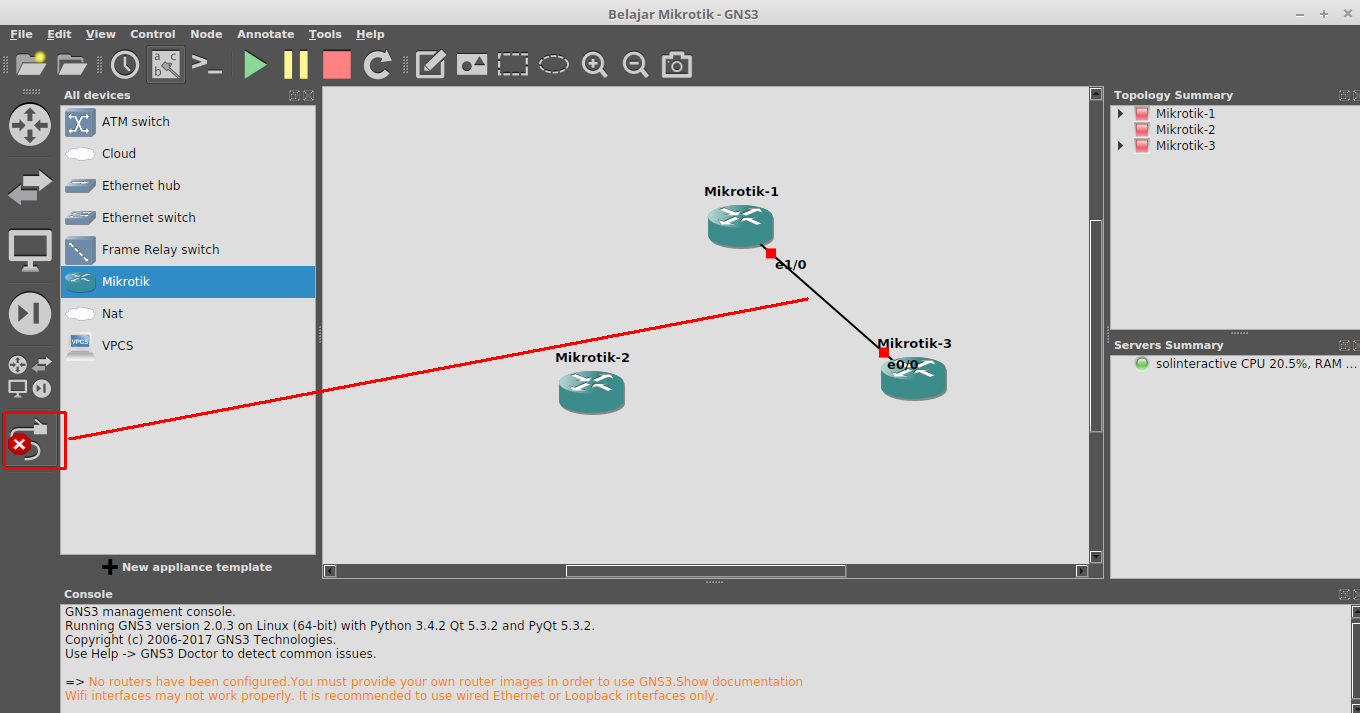 Belajar Mikrotik - GNS3
File Edit View Control Node Annotate Tools Help
All devices
ATM switch
Cloud
Ethernet hub
Ethernet switch
Frame Relay switch
Mikrotik
Nat
VPCS
VPCS
New appliance template
Mikrotik-1
e1/0
Mikrotik-2
Mikrotik-3
e0/0
Topology Summary
Mikrotik-1
Mikrotik-2
Mikrotik-3
Servers Summary
solinteractive CPU 20.5%, RAM ...
Console
GNS3 management console.
Running GNS3 version 2.0.3 on Linux (64-bit) with Python 3.4.2 Qt 5.3.2 and PyQt 5.3.2.
Copyright (c) 2006-2017 GNS3 Technologies.
Use Help -> GNS3 Doctor to detect common issues.
=> No routers have been configured.You must provide your own router images in order to use GNS3.Show documentation
Wifi interfaces may not work properly. It is recommended to use wired Ethernet or Loopback interfaces only.